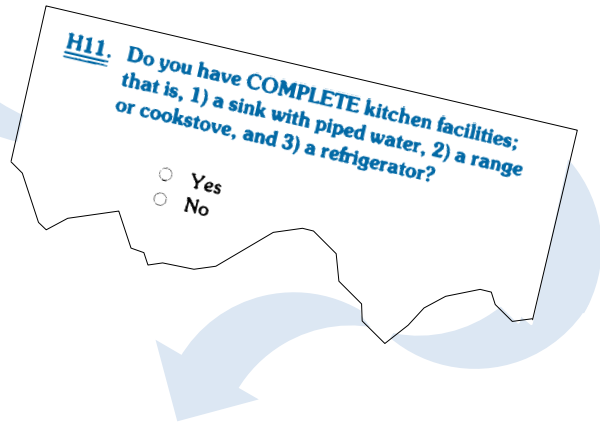 H11. Do you have COMPLETE kitchen facilities;
that is, 1) a sink with piped water, 2) a range
or cookstove, and 3) a refrigerator?
Yes
No